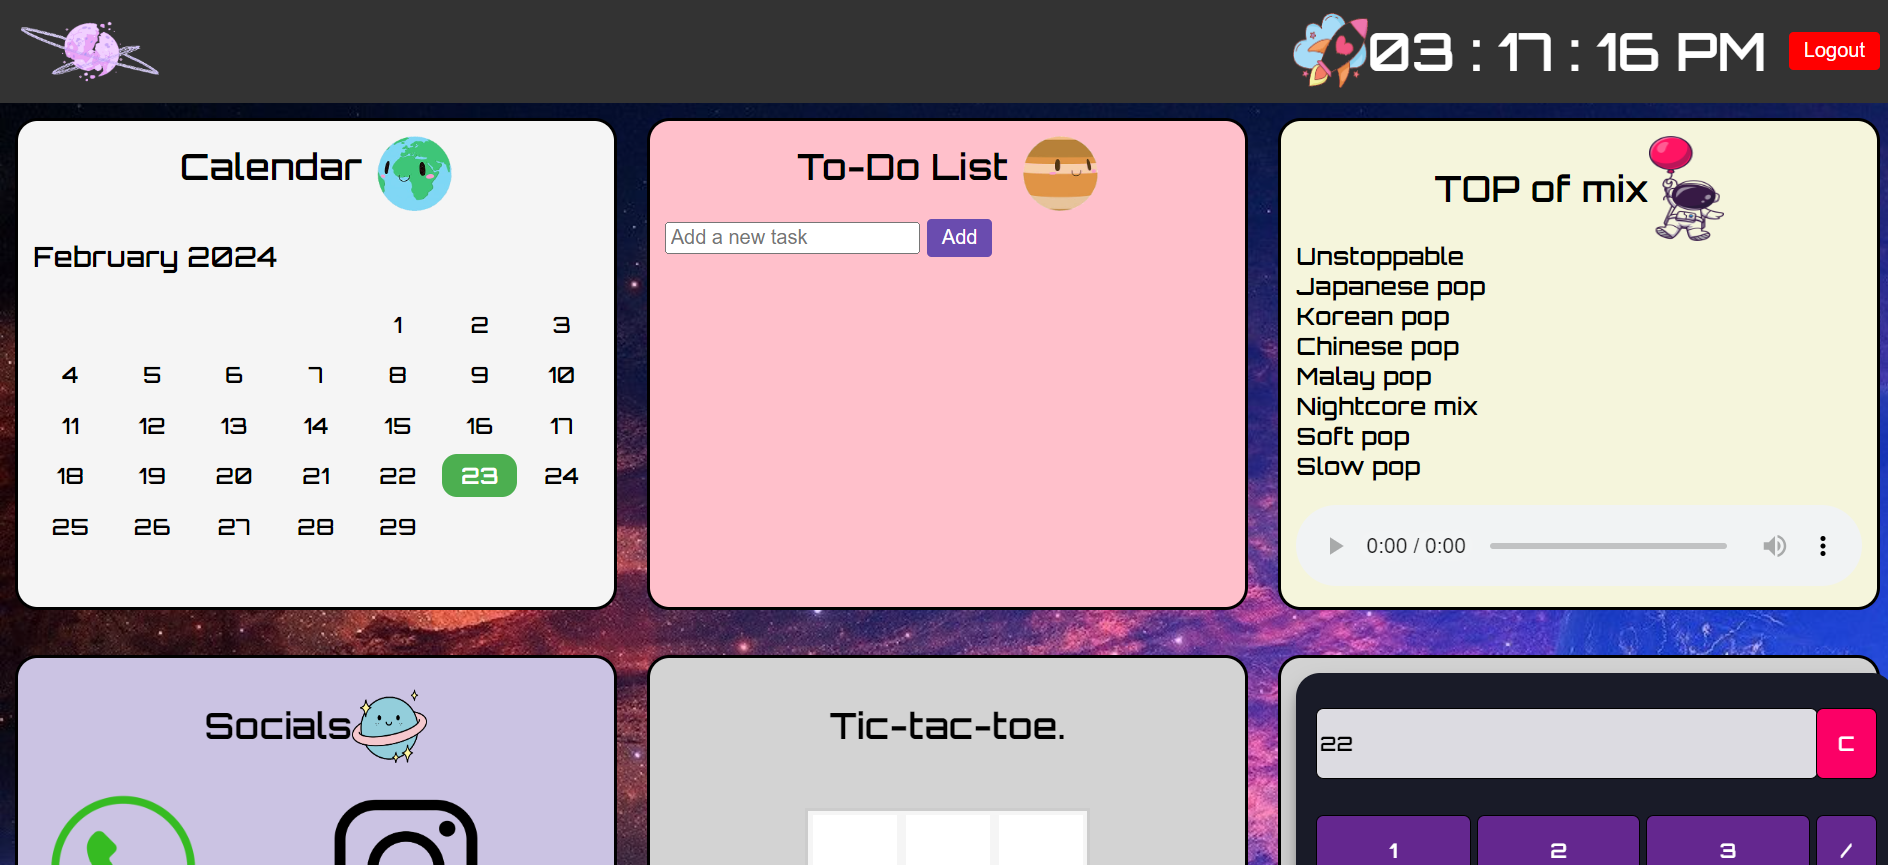 03 : 17 : 16 PM
Logout
Calendar
February 2024
1 2 3
4 5 6 7 8 9 10
11 12 13 14 15 16 17
18 19 20 21 22 23 24
25 26 27 28 29
To-Do List
Add a new task
Add
TOP of mix
Unstoppable
Japanese pop
Korean pop
Chinese pop
Malay pop
Nightcore mix
Soft pop
Slow pop
0:00 / 0:00
Socials
Tic-tac-toe.
22
C
1 2 3 /